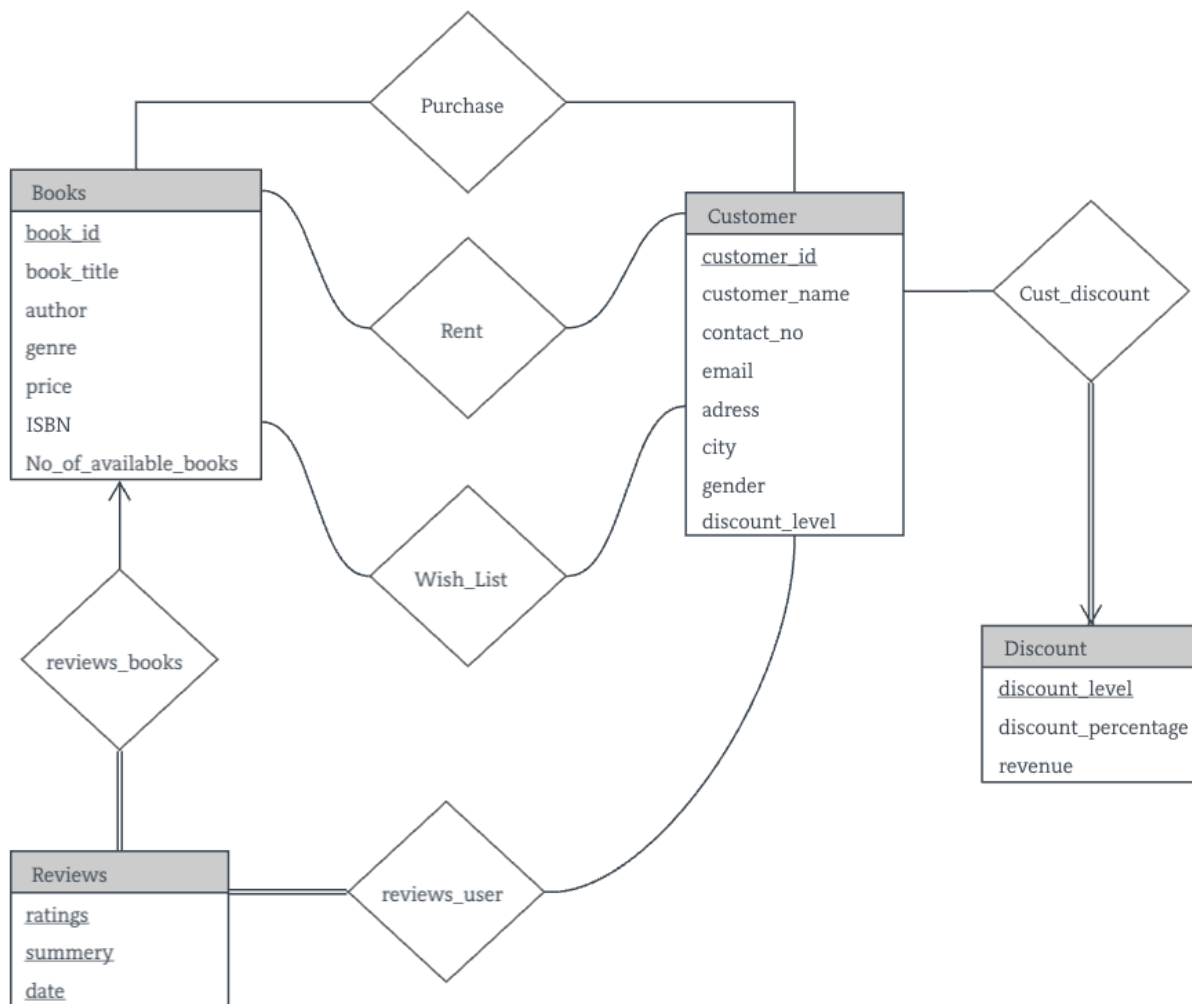 Purchase
Books
book_id
book_title
author
genre
price
ISBN
No_of_available_books
Rent
Wish_List
Customer
customer_id
customer_name
contact_no
email
adress
city
gender
discount_level
Cust_discount
Discount
discount_level
discount_percentage
revenue
reviews_books
Reviews
ratings
summery
date
reviews_user